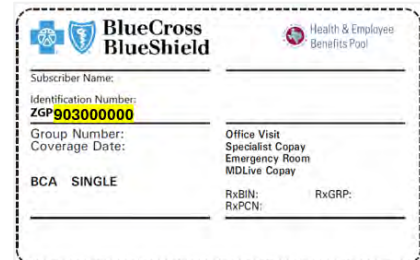 BlueCross
BlueShield
Health & Employee
Benefits Pool
Subscriber Name:
Identification Number:
ZGP903000000
Group Number:
Coverage Date:
BCA SINGLE
Office Visit
Specialist Copay
Emergency Room
MDLive Copay
RxBIN: RxGRP:
RxPCN: